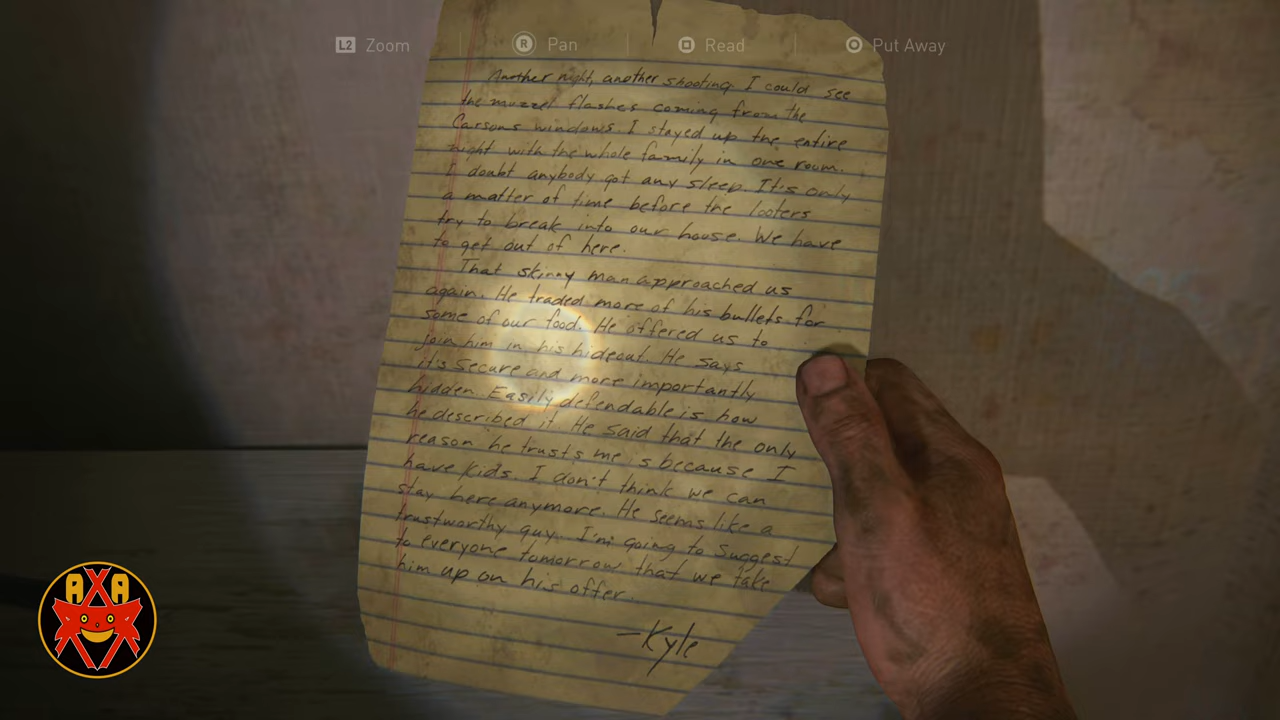 L2 Zoom R Pan Read Put Away
Another night, another shooting. I could see
the muzzel flashes coming from the
Carsons windows. I stayed up the entire
night with the whole family in one room.
I doubt anybody got any sleep. It's only
a matter of time before the looters
try to break into our house. We have
to get out of here.
That skinny man approached us
again. He traded more of his bullets for
some of our food. He offered us to
join him in his hideout. He says
it's secure and more importantly
hidden. Easily defendable is how
he described it. He said that the only
reason he trusts me is because I
have kids. I don't think we can
stay here anymore. He seems like a
trustworthy guy. I'm going to suggest
to everyone tomorrow that we take
him up on his offer.
-Kyle
AXA